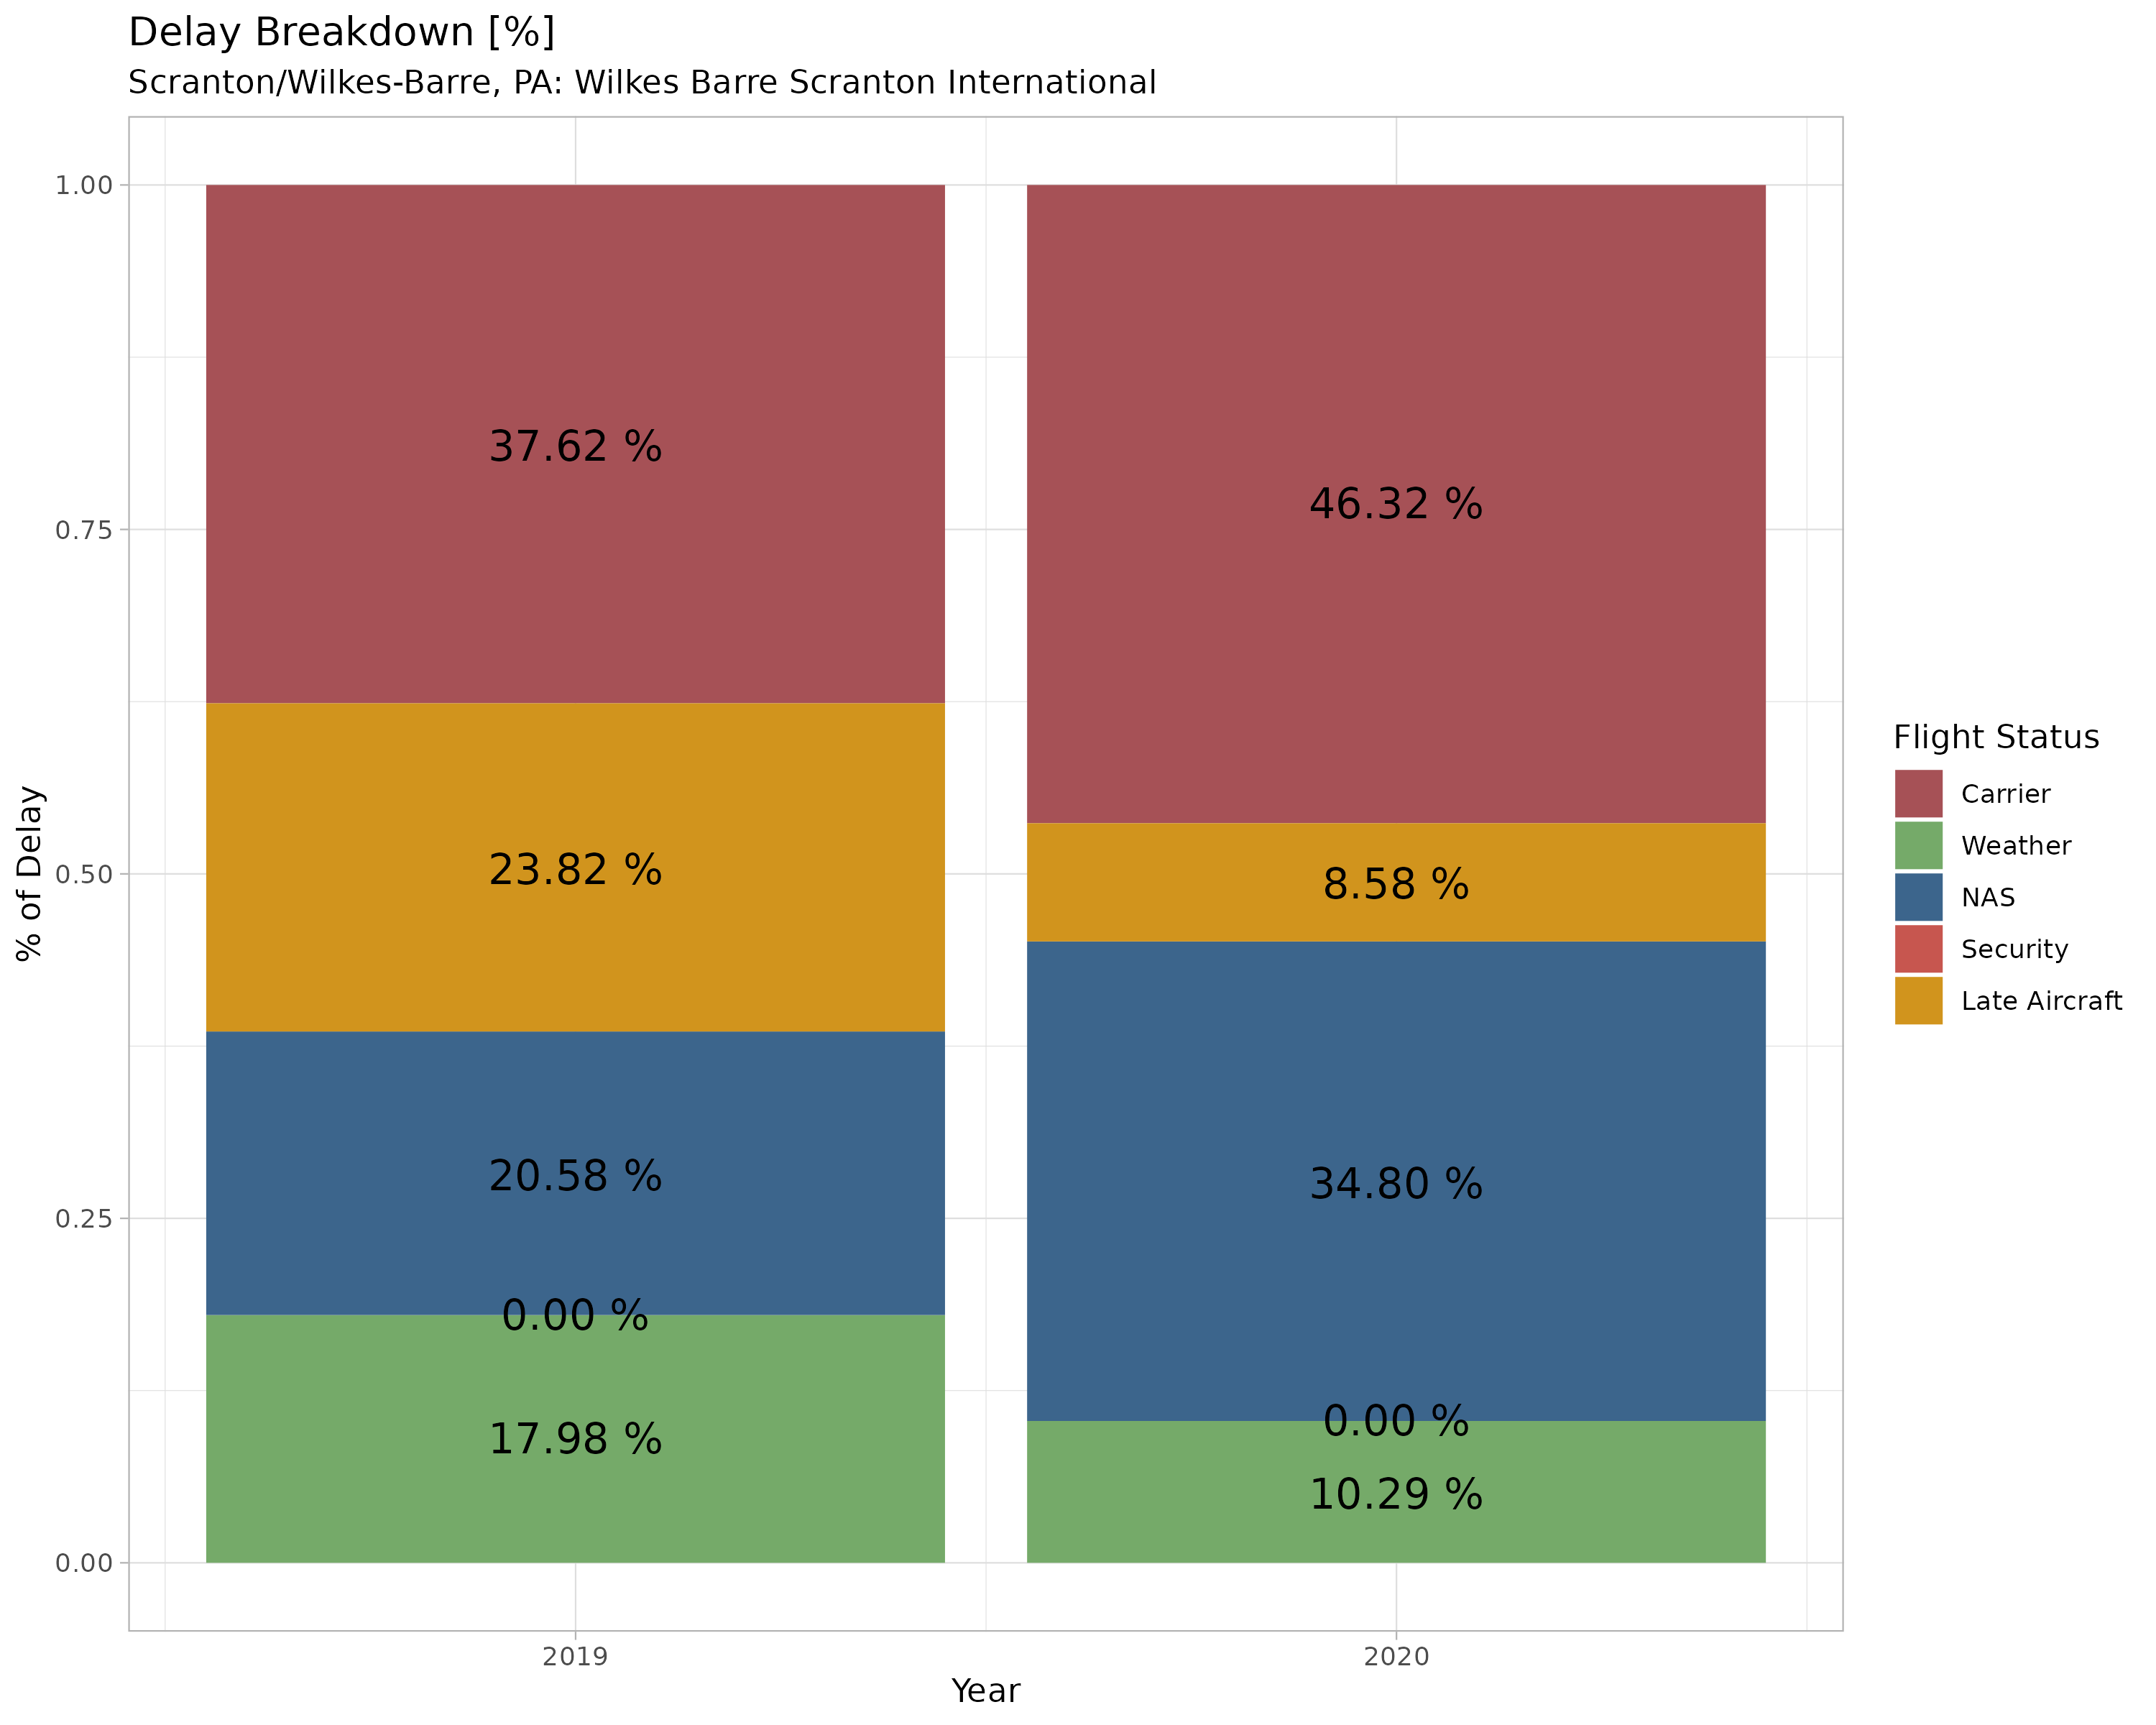 Delay Breakdown [%]
Scranton/Wilkes-Barre, PA: Wilkes Barre Scranton International
% of Delay
1.00
0.75
0.50
0.25
0.00
37.62 %
23.82 %
20.58 %
0.00 %
17.98 %
46.32 %
8.58 %
34.80 %
0.00 %
10.29 %
2019
2020
Year
Flight Status
Carrier
Weather
NAS
Security
Late Aircraft